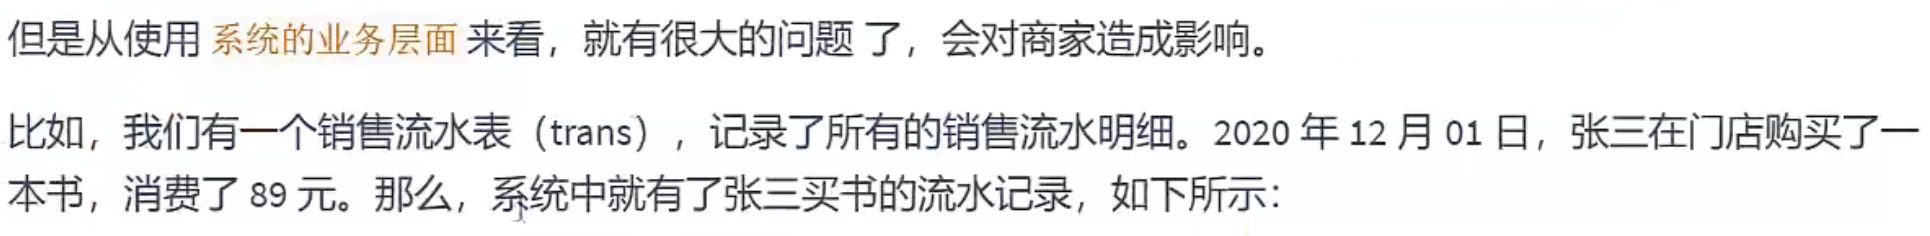 但是从使用 系统的业务层面 来看，就有很大的问题 了，会对商家造成影响。
比如，我们有一个销售流水表（trans），记录了所有的销售流水明细。2020 年 12 月 01 日，张三在门店购买了一
本书，消费了 89 元。那么，系统中就有了张三买书的流水记录，如下所示：